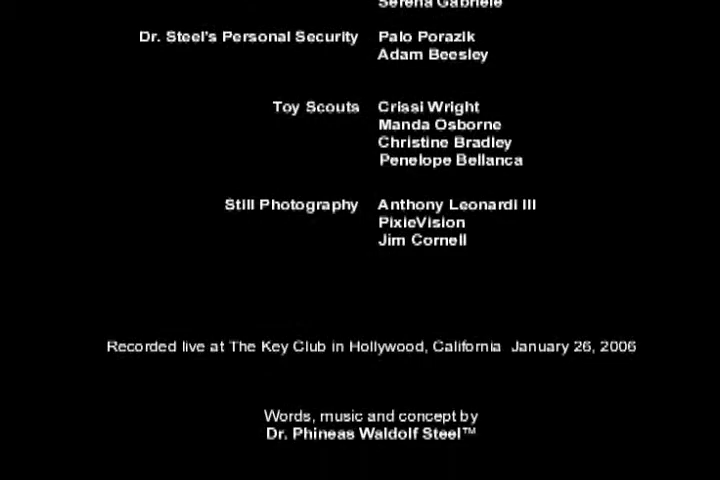 Serena Gabriele
Dr. Steel's Personal Security Palo Porazik
Adam Beesley
Toy Scouts Crissi Wright
Manda Osborne
Christine Bradley
Penelope Bellanca
Still Photography Anthony Leonardi III
PixieVision
Jim Cornell
Recorded live at The Key Club in Hollywood, California January 26, 2006
Words, music and concept by
Dr. Phineas Waldolf Steel™